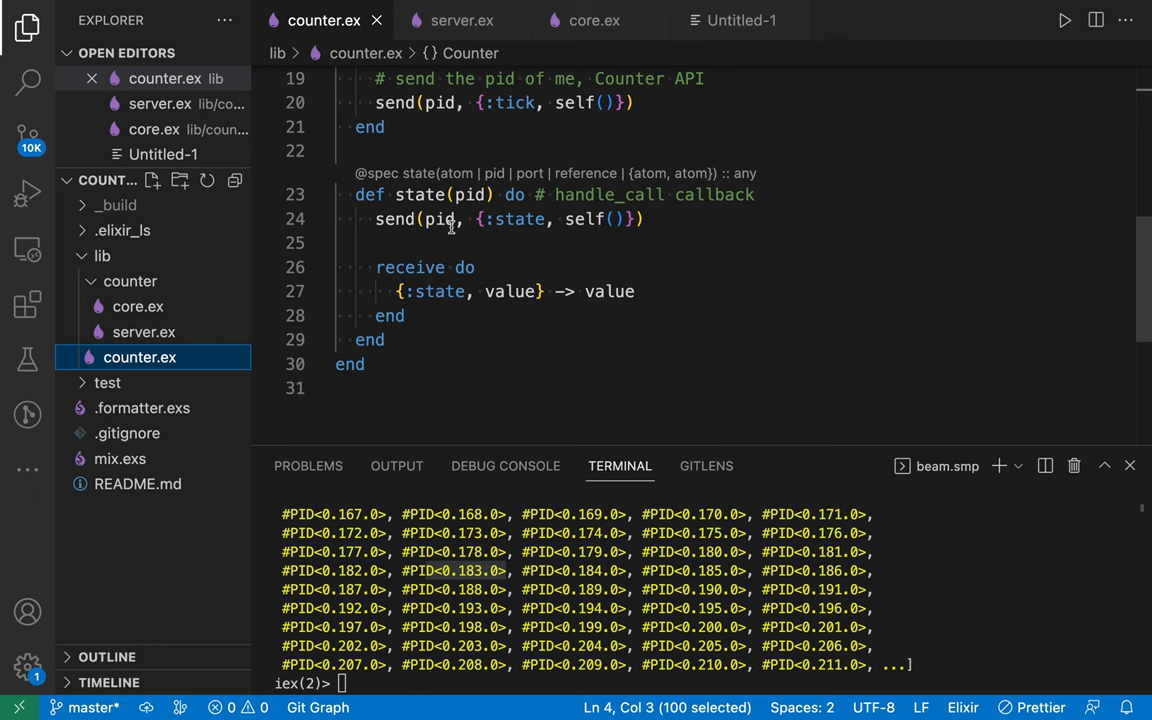 EXPLORER
OPEN EDITORS
counter.ex lib
server.ex lib/co...
core.ex lib/coun...
Untitled-1
COUNT...
_build
.elixir_ls
lib
counter
core.ex
server.ex
counter.ex
test
.formatter.exs
.gitignore
mix.exs
README.md
OUTLINE
TIMELINE
10K
1
counter.ex server.ex core.ex Untitled-1
lib > counter.ex > {} Counter
19 # send the pid of me, Counter API
20 send(pid, {:tick, self()})
21 end
22
@spec state(atom | pid | port | reference | {atom, atom}) :: any
23 def state(pid) do # handle_call callback
24 send(pid, {:state, self()})
25
26 receive do
27 {:state, value} -> value
28 end
29 end
30 end
31
PROBLEMS OUTPUT DEBUG CONSOLE TERMINAL GITLENS beam.smp
#PID<0.167.0>, #PID<0.168.0>, #PID<0.169.0>, #PID<0.170.0>, #PID<0.171.0>,
#PID<0.172.0>, #PID<0.173.0>, #PID<0.174.0>, #PID<0.175.0>, #PID<0.176.0>,
#PID<0.177.0>, #PID<0.178.0>, #PID<0.179.0>, #PID<0.180.0>, #PID<0.181.0>,
#PID<0.182.0>, #PID<0.183.0>, #PID<0.184.0>, #PID<0.185.0>, #PID<0.186.0>,
#PID<0.187.0>, #PID<0.188.0>, #PID<0.189.0>, #PID<0.190.0>, #PID<0.191.0>,
#PID<0.192.0>, #PID<0.193.0>, #PID<0.194.0>, #PID<0.195.0>, #PID<0.196.0>,
#PID<0.197.0>, #PID<0.198.0>, #PID<0.199.0>, #PID<0.200.0>, #PID<0.201.0>,
#PID<0.202.0>, #PID<0.203.0>, #PID<0.204.0>, #PID<0.205.0>, #PID<0.206.0>,
#PID<0.207.0>, #PID<0.208.0>, #PID<0.209.0>, #PID<0.210.0>, #PID<0.211.0>, ...]
iex(2)>
master* 0 0 Git Graph Ln 4, Col 3 (100 selected) Spaces: 2 UTF-8 LF Elixir Prettier